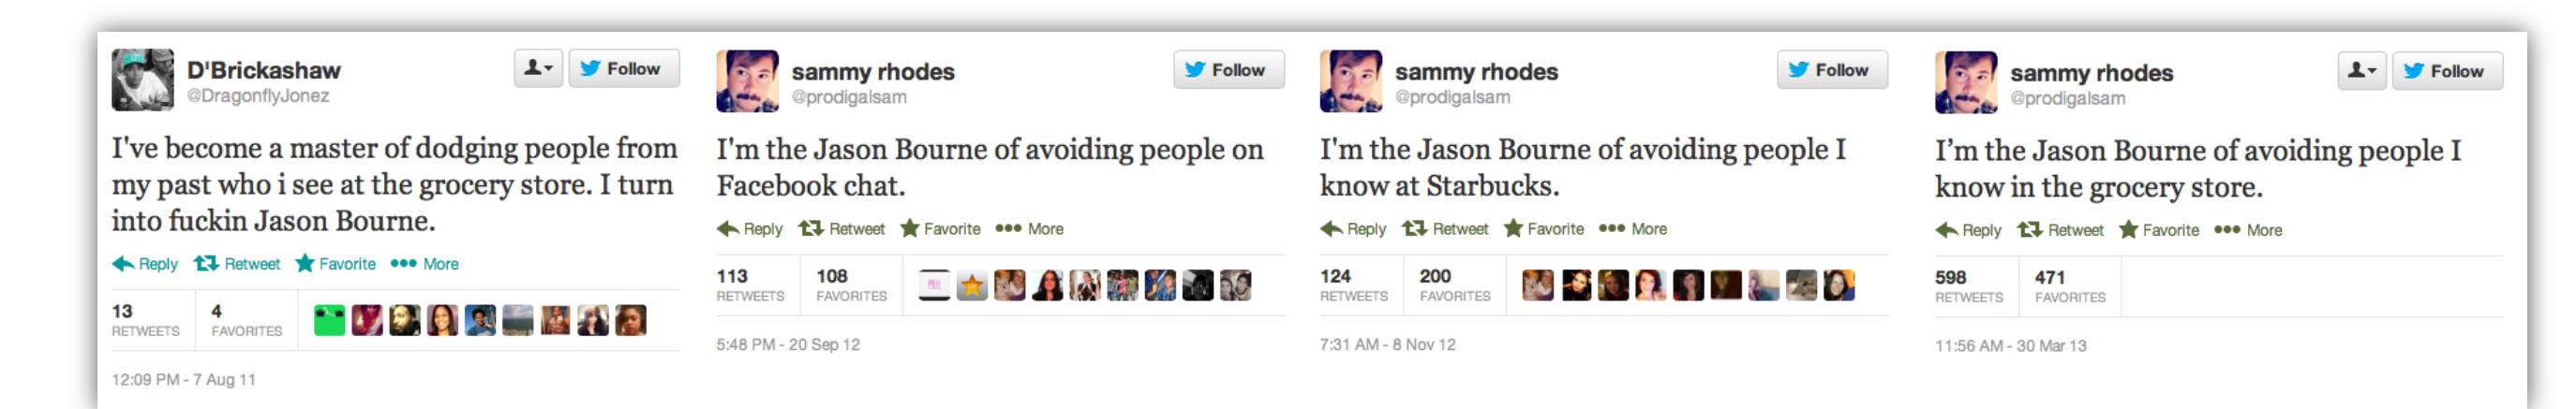 D'Brickashaw
@DragonflyJonez
Follow
I've become a master of dodging people from
my past who i see at the grocery store. I turn
into fuckin Jason Bourne.
Reply Retweet Favorite More
13 RETWEETS
4 FAVORITES
12:09 PM - 7 Aug 11
sammy rhodes
@prodigalsam
Follow
I'm the Jason Bourne of avoiding people on
Facebook chat.
Reply Retweet Favorite More
113 RETWEETS
108 FAVORITES
5:48 PM - 20 Sep 12
sammy rhodes
@prodigalsam
Follow
I'm the Jason Bourne of avoiding people I
know at Starbucks.
Reply Retweet Favorite More
124 RETWEETS
200 FAVORITES
7:31 AM - 8 Nov 12
sammy rhodes
@prodigalsam
Follow
I’m the Jason Bourne of avoiding people I
know in the grocery store.
Reply Retweet Favorite More
598 RETWEETS
471 FAVORITES
11:56 AM - 30 Mar 13